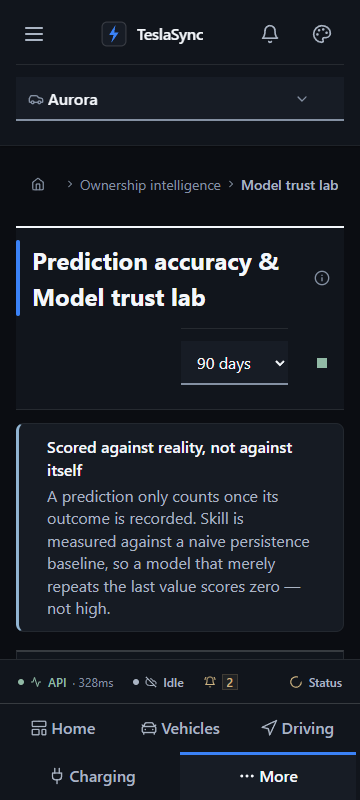 TeslaSync
Aurora
Ownership intelligence
Model trust lab
Prediction accuracy &
Model trust lab
90 days
Scored against reality, not against
itself
A prediction only counts once its
outcome is recorded. Skill is
measured against a naive persistence
baseline, so a model that merely
repeats the last value scores zero —
not high.
API · 328ms
Idle
2
Status
Home
Vehicles
Driving
Charging
More